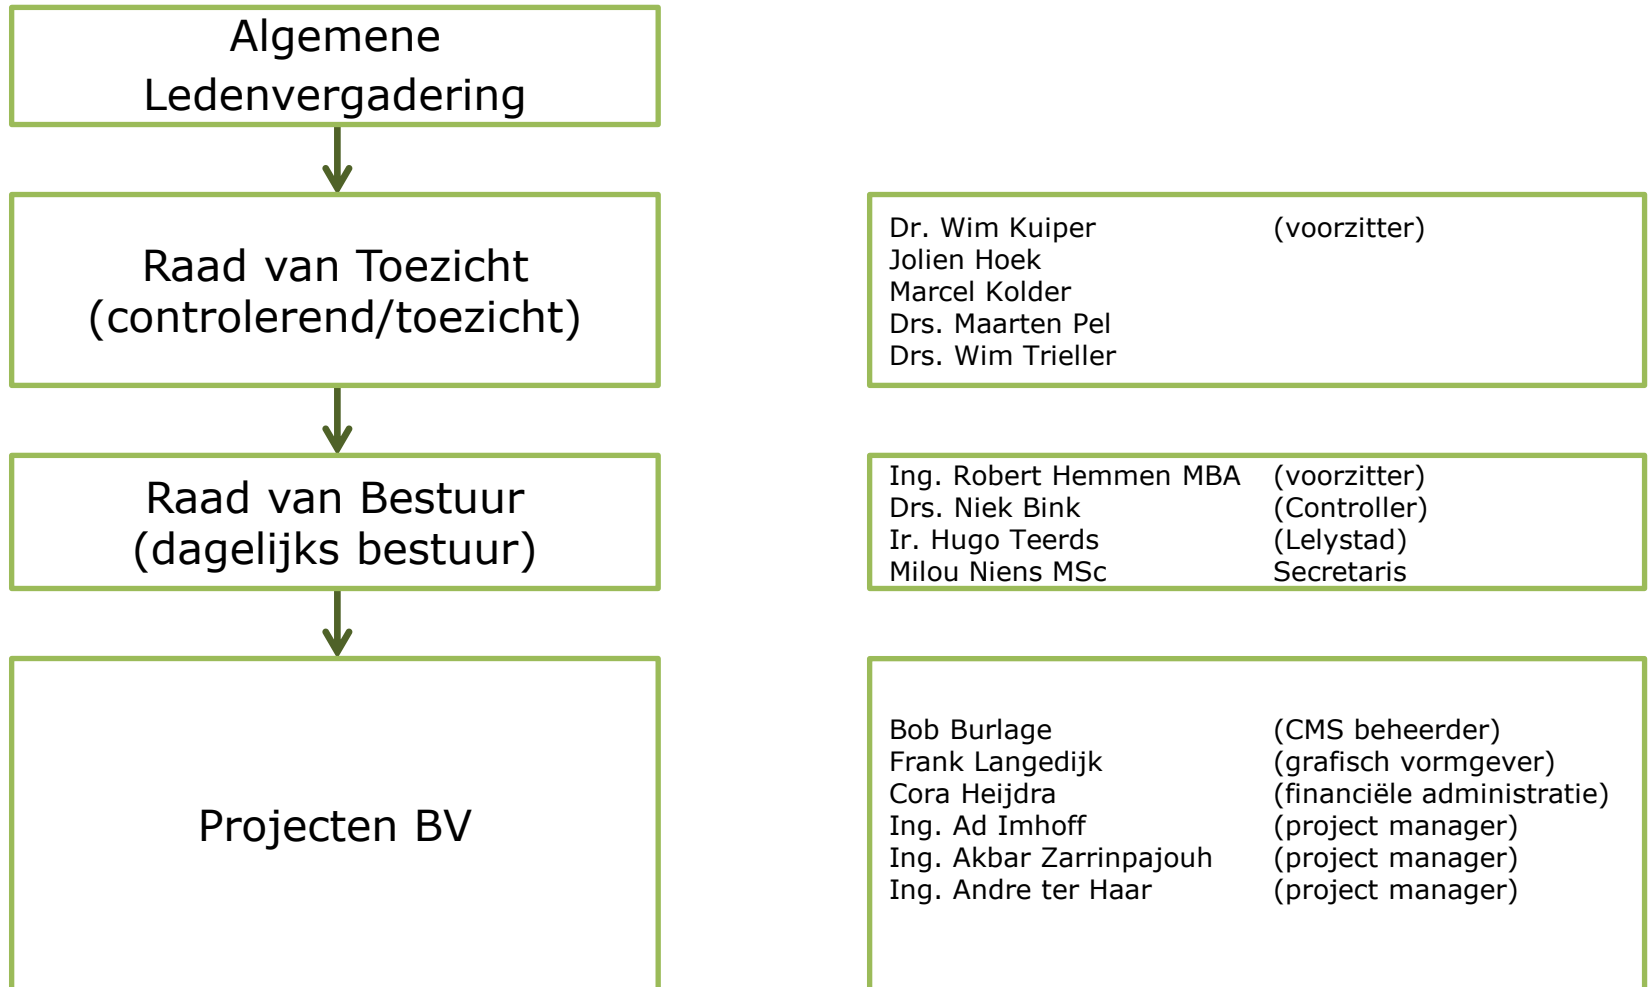 Algemene
Ledenvergadering
Raad van Toezicht
(controlerend/toezicht)
Dr. Wim Kuiper (voorzitter)
Jolien Hoek
Marcel Kolder
Drs. Maarten Pel
Drs. Wim Trieller
Raad van Bestuur
(dagelijks bestuur)
Ing. Robert Hemmen MBA (voorzitter)
Drs. Niek Bink (Controller)
Ir. Hugo Teerds (Lelystad)
Milou Niens MSc Secretaris
Projecten BV
Bob Burlage (CMS beheerder)
Frank Langedijk (grafisch vormgever)
Cora Heijdra (financiële administratie)
Ing. Ad Imhoff (project manager)
Ing. Akbar Zarrinpajouh (project manager)
Ing. Andre ter Haar (project manager)